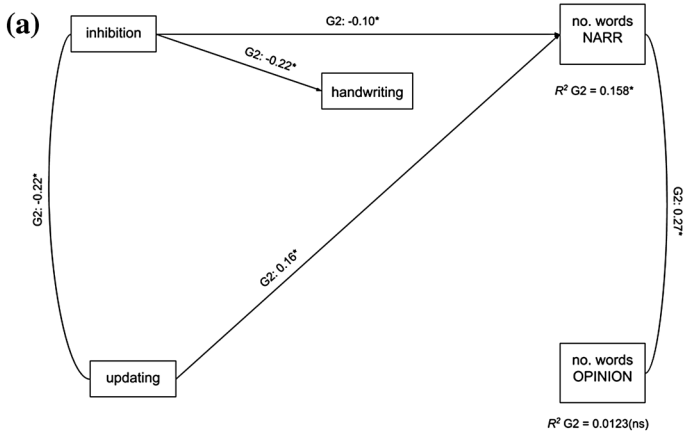 (a)
inhibition
G2: -0.10*
no. words
NARR
G2: -0.22*
handwriting
R² G2 = 0.158*
G2: -0.22*
G2: 0.27*
G2: 0.16*
updating
no. words
OPINION
R² G2 = 0.0123(ns)